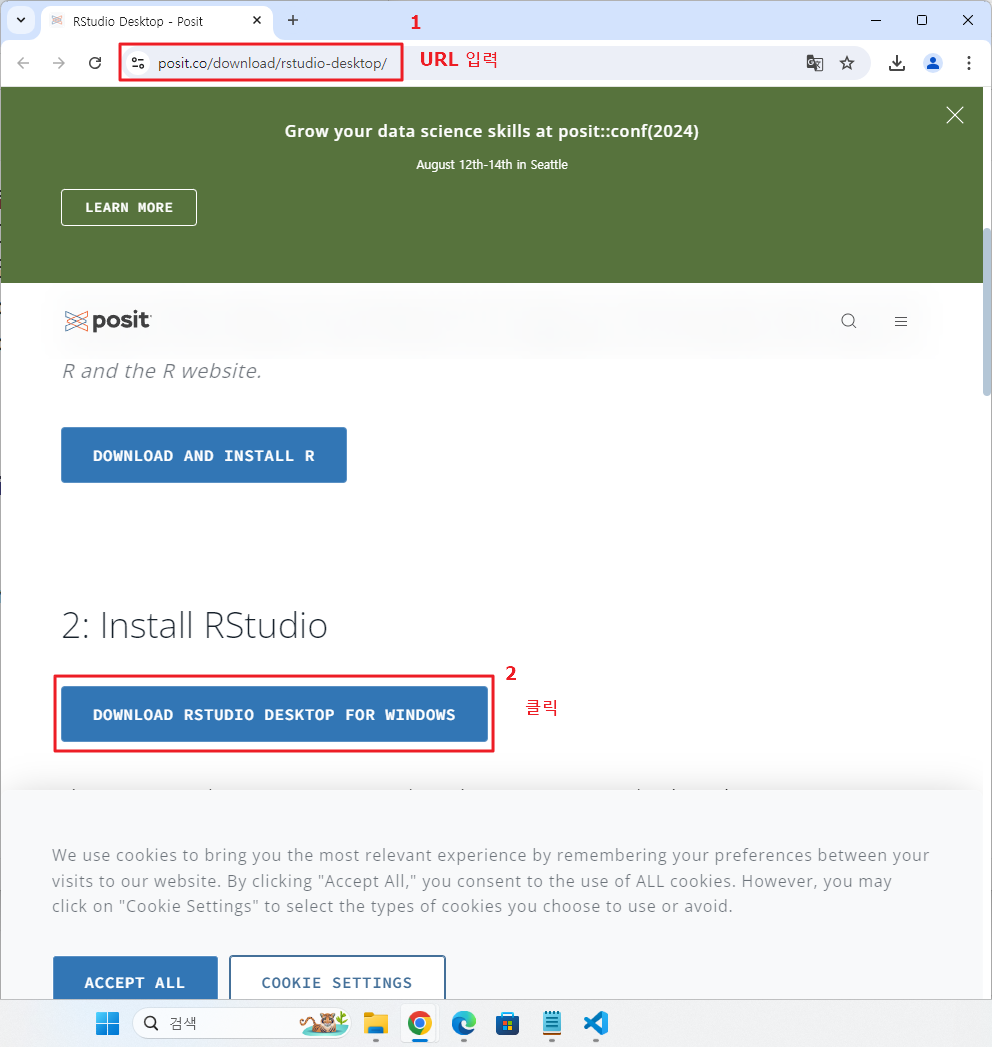 RStudio Desktop - Posit
1
posit.co/download/rstudio-desktop/
URL 입력
Grow your data science skills at posit::conf(2024)
August 12th-14th in Seattle
LEARN MORE
posit
R and the R website.
DOWNLOAD AND INSTALL R
2: Install RStudio
2
DOWNLOAD RSTUDIO DESKTOP FOR WINDOWS
클릭
We use cookies to bring you the most relevant experience by remembering your preferences between your
visits to our website. By clicking "Accept All," you consent to the use of ALL cookies. However, you may
click on "Cookie Settings" to select the types of cookies you choose to use or avoid.
ACCEPT ALL
COOKIE SETTINGS
검색